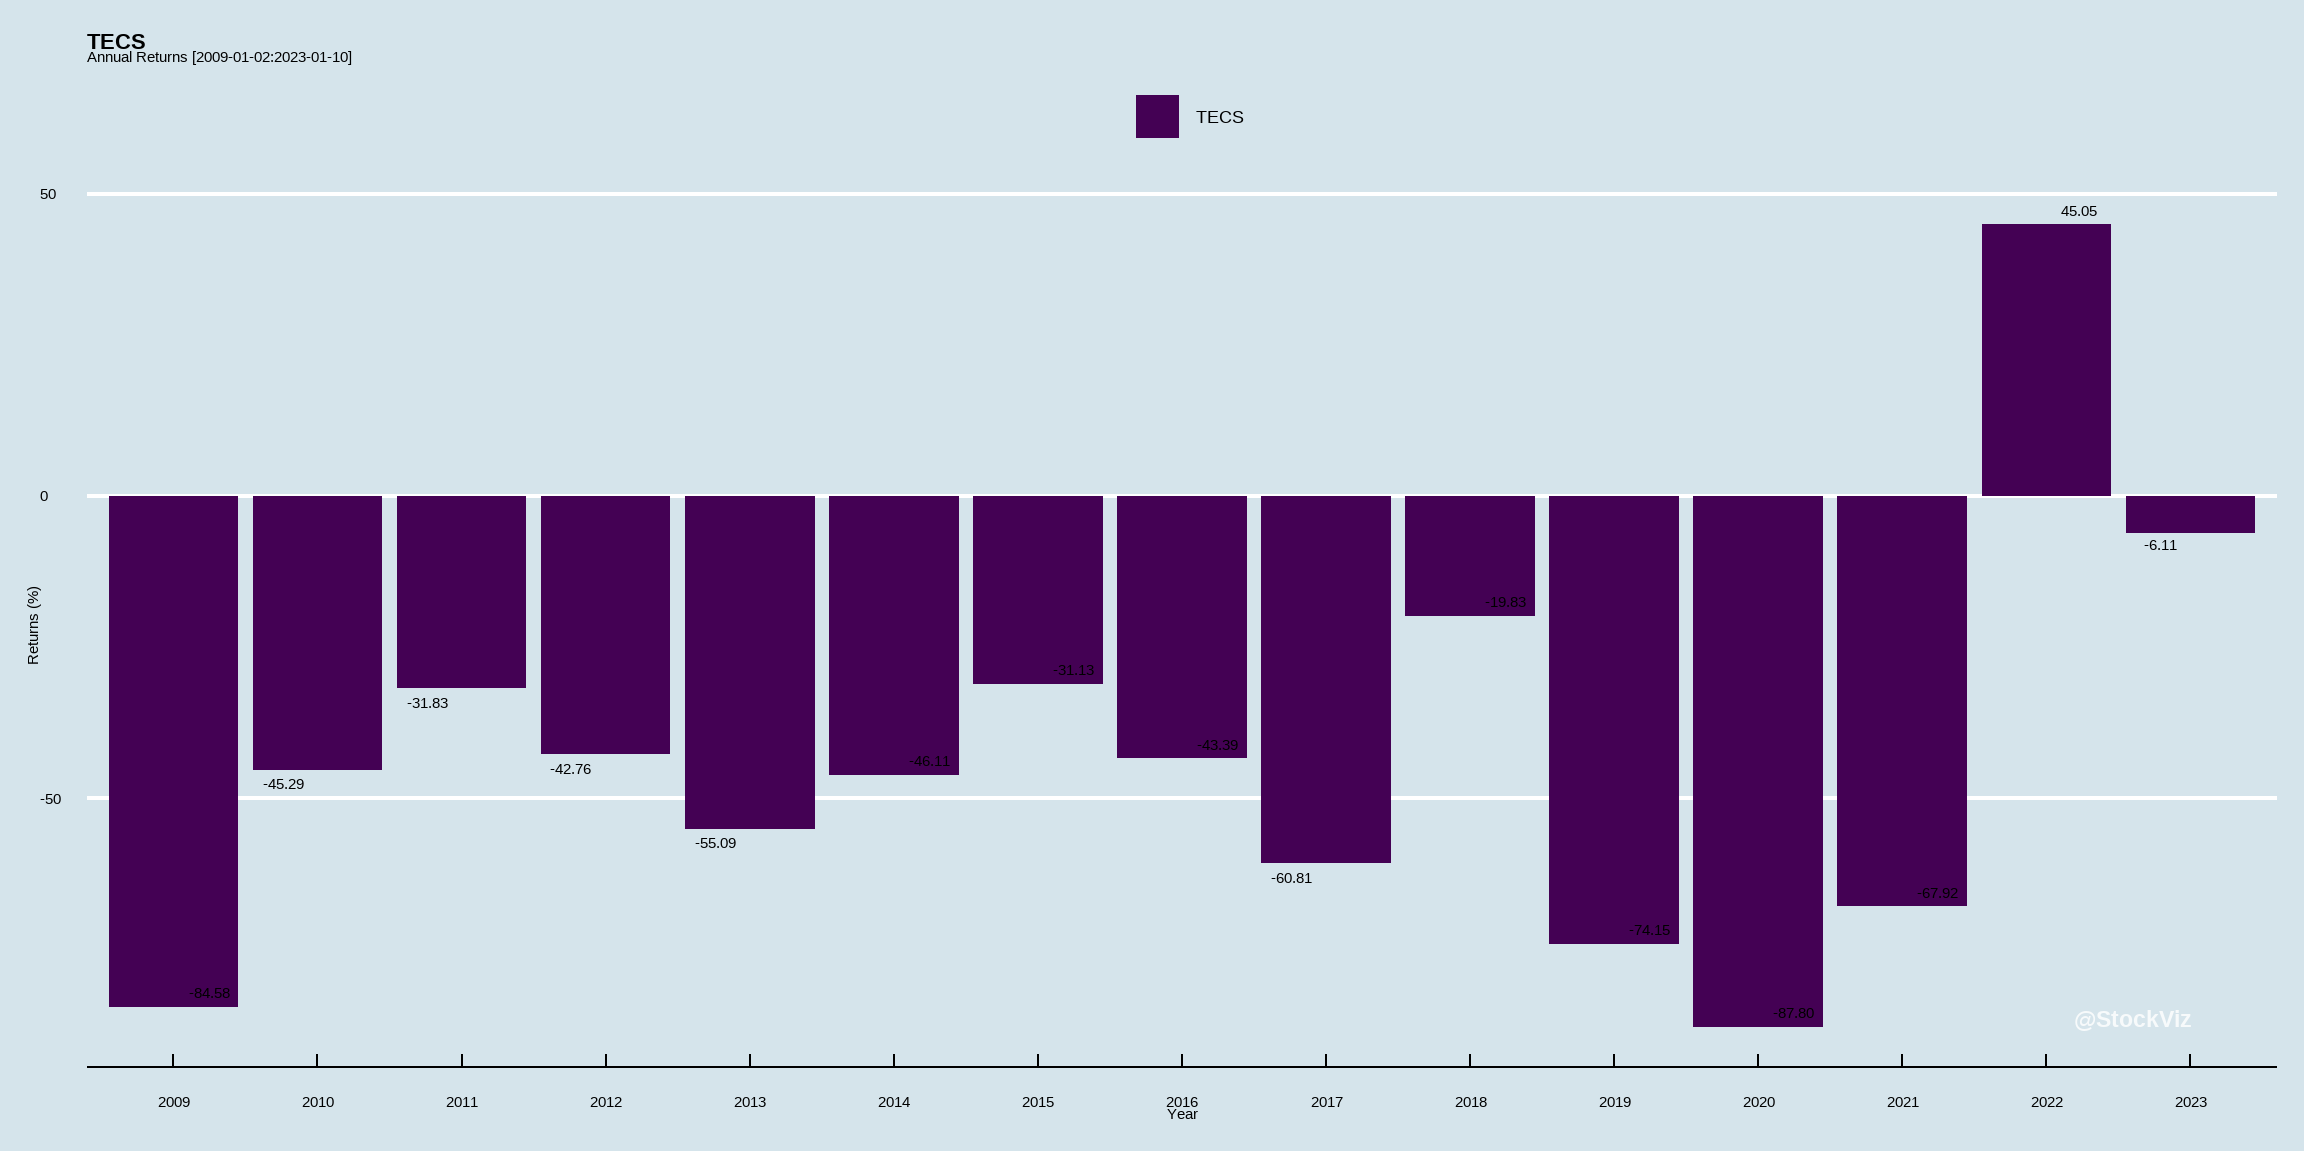 TECS
Annual Returns [2009-01-02:2023-01-10]
TECS
50
45.05
0
-6.11
-19.83
Returns (%)
-31.13
-31.83
-43.39
-46.11
-42.76
-45.29
-50
-55.09
-60.81
-67.92
-74.15
-84.58
-87.80
@StockViz
2009 2010 2011 2012 2013 2014 2015 2016 2017 2018 2019 2020 2021 2022 2023
Year